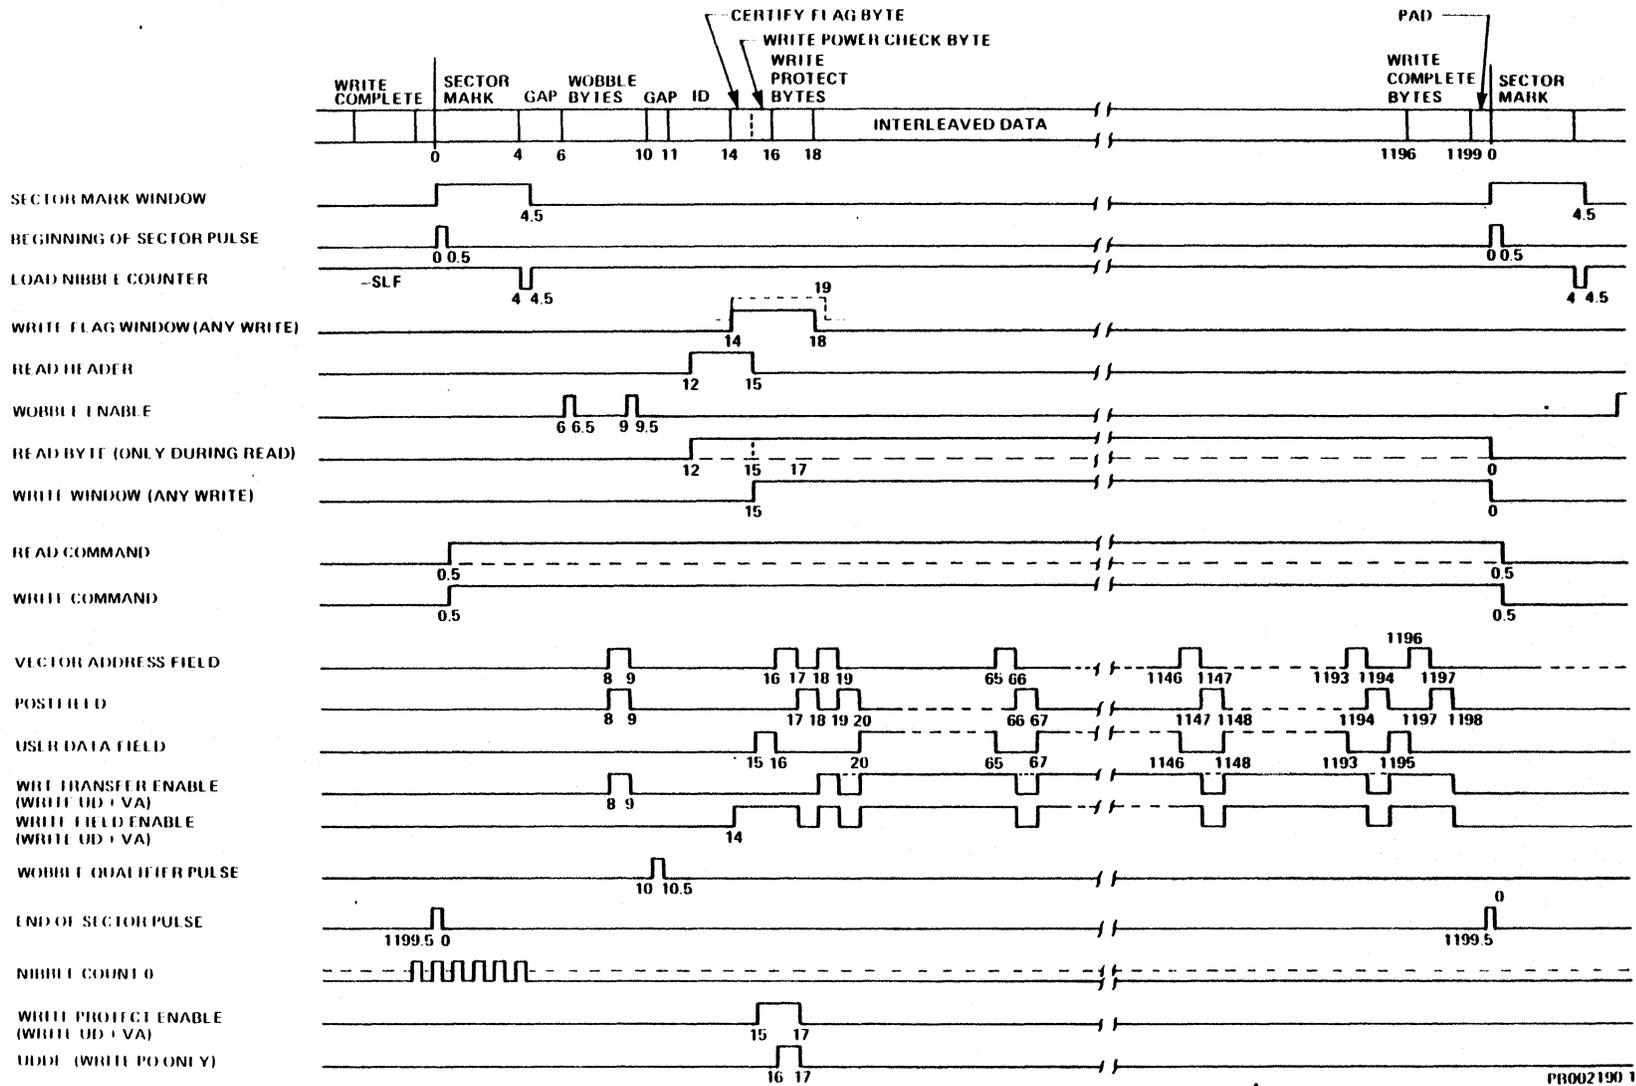 CERTIFY FLAG BYTE
PAD
WRITE POWER CHECK BYTE
WRITE COMPLETE
SECTOR MARK
GAP
WOBBLE BYTES
GAP
ID
WRITE PROTECT BYTES
WRITE COMPLETE BYTES
SECTOR MARK
INTERLEAVED DATA
0 4 6 10 11 14 16 18 1196 1199 0
SECTOR MARK WINDOW
4.5 4.5
BEGINNING OF SECTOR PULSE
0 0.5 0 0.5
LOAD NIBBLE COUNTER
–SLF
4 4.5 4 4.5
19
WRITE FLAG WINDOW (ANY WRITE)
14 18
READ HEADER
12 15
WOBBLE ENABLE
6 6.5 9 9.5
READ BYTE (ONLY DURING READ)
12 15 17 0
WRITE WINDOW (ANY WRITE)
15 0
READ COMMAND
0.5 0.5
WRITE COMMAND
0.5 0.5
1196
VECTOR ADDRESS FIELD
8 9 16 17 18 19 65 66 1146 1147 1193 1194 1197
POSTFIELD
8 9 17 18 19 20 66 67 1147 1148 1194 1197 1198
USER DATA FIELD
15 16 20 65 67 1146 1148 1193 1195
WRT TRANSFER ENABLE
(WRITE UD + VA)
8 9
WRITE FIELD ENABLE
(WRITE UD + VA)
14
WOBBLE QUALIFIER PULSE
10 10.5
0
END OF SECTOR PULSE
1199.5 0 1199.5
NIBBLE COUNT 0
WRITE PROTECT ENABLE
(WRITE UD + VA)
15 17
UDDE (WRITE PO ONLY)
16 17
PB002190 1